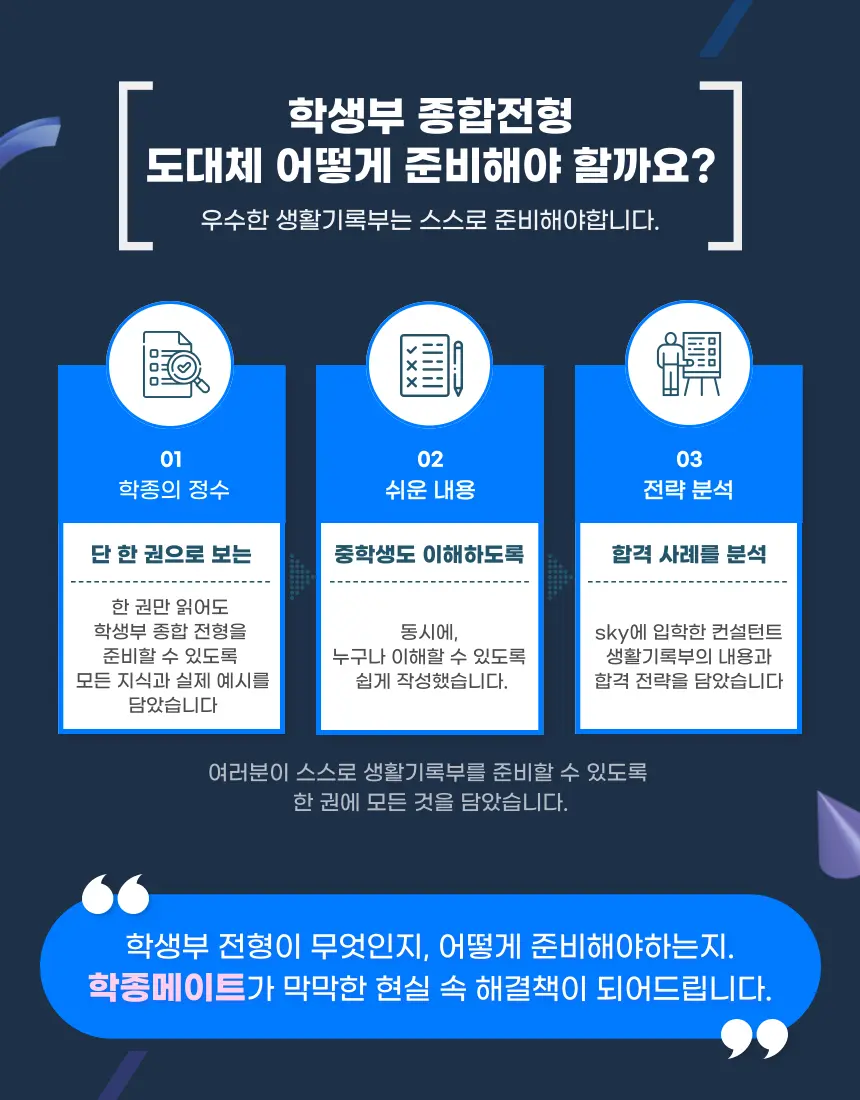 학생부 종합전형
도대체 어떻게 준비해야 할까요?
우수한 생활기록부는 스스로 준비해야합니다.
01
학종의 정수
단 한 권으로 보는
한 권만 읽어도
학생부 종합 전형을
준비할 수 있도록
모든 지식과 실제 예시를
담았습니다
02
쉬운 내용
중학생도 이해하도록
동시에,
누구나 이해할 수 있도록
쉽게 작성했습니다.
03
전략 분석
합격 사례를 분석
sky에 입학한 컨설턴트
생활기록부의 내용과
합격 전략을 담았습니다
여러분이 스스로 생활기록부를 준비할 수 있도록
한 권에 모든 것을 담았습니다.
“
학생부 전형이 무엇인지, 어떻게 준비해야하는지.
학종메이트가 막막한 현실 속 해결책이 되어드립니다.
”